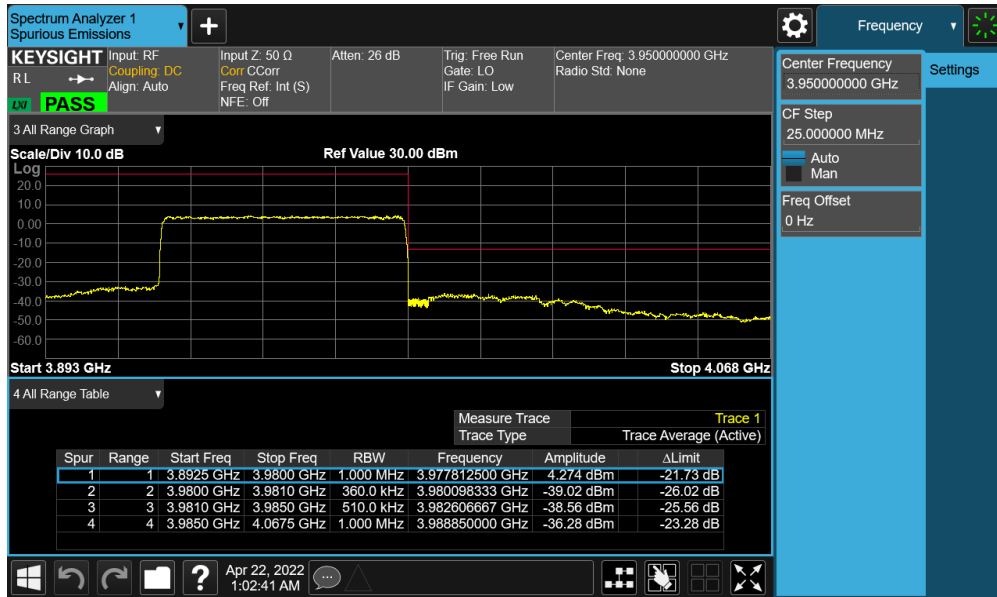 Spectrum Analyzer 1
Spurious Emissions
Frequency
KEYSIGHT
R L
LXI
PASS
Input: RF
Coupling: DC
Align: Auto
Input Z: 50 Ω
Corr CCorr
Freq Ref: Int (S)
NFE: Off
Atten: 26 dB
Trig: Free Run
Gate: LO
IF Gain: Low
Center Freq: 3.950000000 GHz
Radio Std: None
Center Frequency
3.950000000 GHz
Settings
CF Step
25.000000 MHz
Auto
Man
Freq Offset
0 Hz
3 All Range Graph
Scale/Div 10.0 dB
Ref Value 30.00 dBm
Log
20.0
10.0
0.00
-10.0
-20.0
-30.0
-40.0
-50.0
-60.0
Start 3.893 GHz
Stop 4.068 GHz
4 All Range Table
Measure Trace Trace 1
Trace Type Trace Average (Active)
Spur Range Start Freq Stop Freq RBW Frequency Amplitude ΔLimit
1 1 3.8925 GHz 3.9800 GHz 1.000 MHz 3.977812500 GHz 4.274 dBm -21.73 dB
2 2 3.9800 GHz 3.9810 GHz 360.0 kHz 3.980098333 GHz -39.02 dBm -26.02 dB
3 3 3.9810 GHz 3.9850 GHz 510.0 kHz 3.982606667 GHz -38.56 dBm -25.56 dB
4 4 3.9850 GHz 4.0675 GHz 1.000 MHz 3.988850000 GHz -36.28 dBm -23.28 dB
Apr 22, 2022
1:02:41 AM